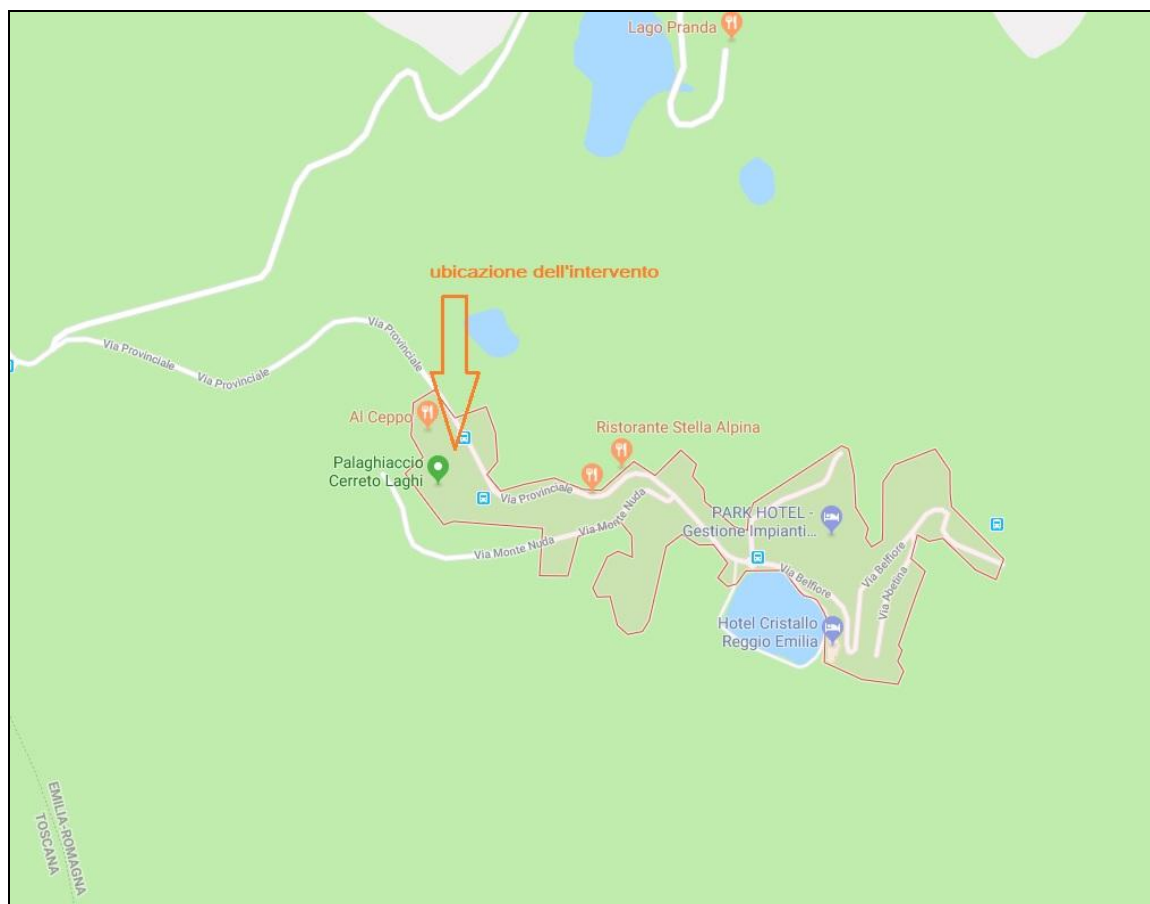 Lago Pranda
ubicazione dell'intervento
Via Provinciale
Via Provinciale
Via Provinciale
Al Ceppo
Ristorante Stella Alpina
Palaghiaccio
Cerreto Laghi
Via Provinciale
Via Monte Nuda
Via Monte Nuda
PARK HOTEL -
Gestione Impianti...
Via Belfiore
Via Belfiore
Via Abetina
Hotel Cristallo
Reggio Emilia
EMILIA-ROMAGNA
TOSCANA